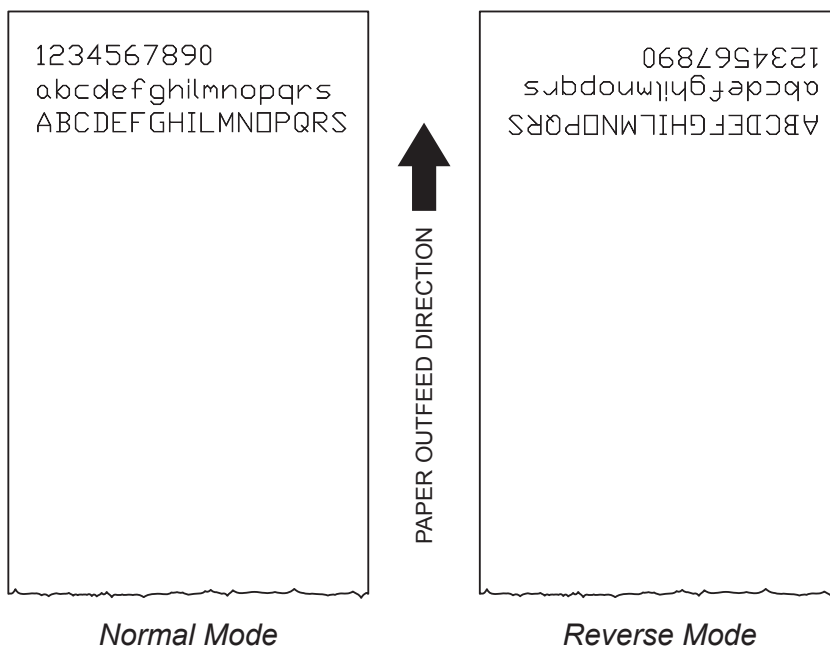 1234567890
abcdefghilmnopqrs
ABCDEFGHILMNOPQRS
PAPER OUTFEED DIRECTION
1234567890
abcdefghilmnopqrs
ABCDEFGHILMNOPQRS
Normal Mode
Reverse Mode